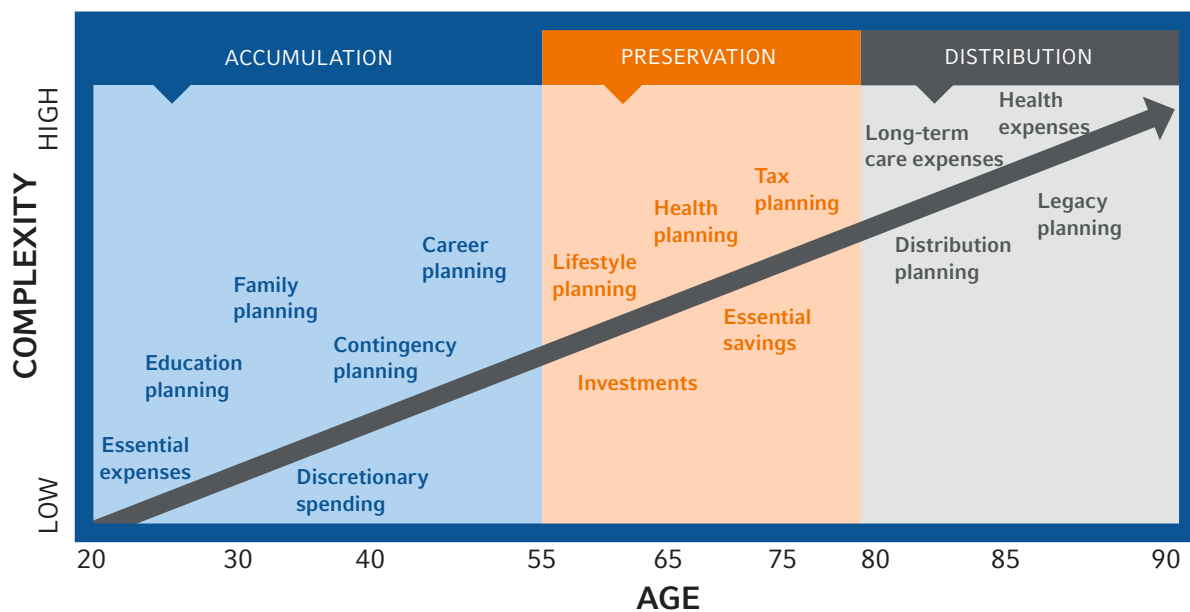 ACCUMULATION
PRESERVATION
DISTRIBUTION
HIGH
COMPLEXITY
LOW
Essential
expenses
Education
planning
Family
planning
Discretionary
spending
Contingency
planning
Career
planning
Lifestyle
planning
Investments
Health
planning
Essential
savings
Tax
planning
Long-term
care expenses
Health
expenses
Distribution
planning
Legacy
planning
20 30 40 55 65 75 80 85 90
AGE